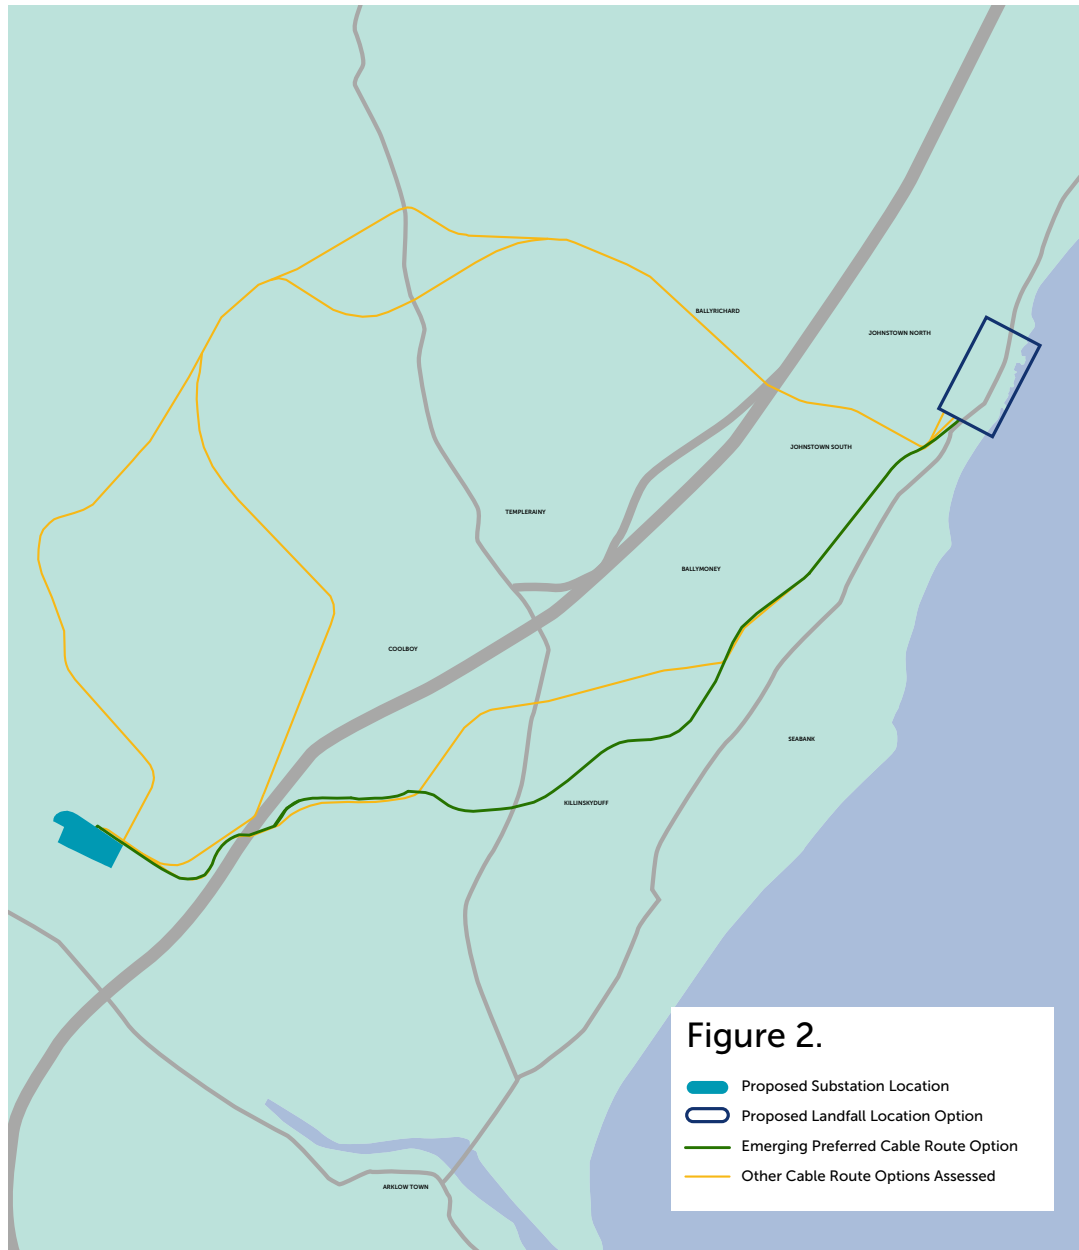 BALLYRICHARD
JOHNSTOWN NORTH
JOHNSTOWN SOUTH
TEMPLERAINY
BALLYMONEY
COOLBOY
SEABANK
KILLINSKYDUFF
ARKLOW TOWN
Figure 2.
Proposed Substation Location
Proposed Landfall Location Option
Emerging Preferred Cable Route Option
Other Cable Route Options Assessed